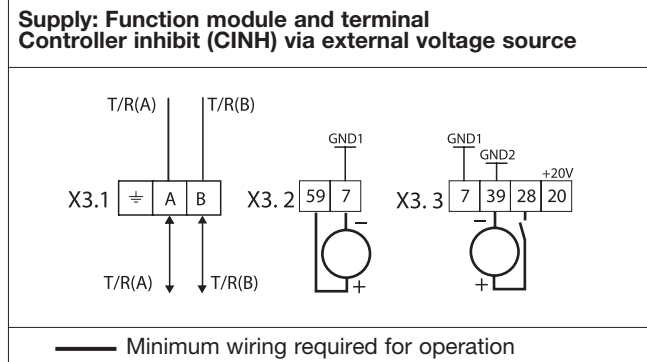 Supply: Function module and terminal
Controller inhibit (CINH) via external voltage source
T/R(A) T/R(B)
GND1
GND1
GND2
+20V
X3.1 ⏚ A B
X3. 2 59 7
X3. 3 7 39 28 20
− +
− +
T/R(A) T/R(B)
Minimum wiring required for operation